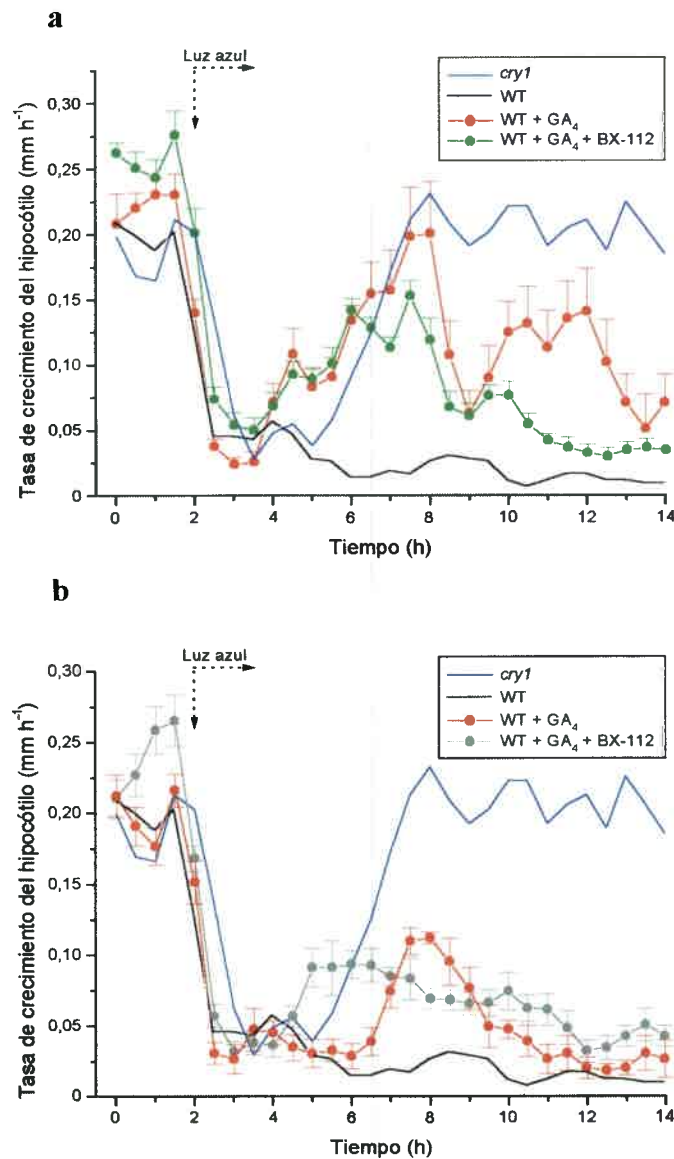 a
Luz azul
cry1
WT
WT + GA₄
WT + GA₄ + BX-112
Tasa de crecimiento del hipocótilo (mm h⁻¹)
0,30
0,25
0,20
0,15
0,10
0,05
0
0 2 4 6 8 10 12 14
Tiempo (h)
b
Luz azul
cry1
WT
WT + GA₄
WT + GA₄ + BX-112
Tasa de crecimiento del hipocótilo (mm h⁻¹)
0,30
0,25
0,20
0,15
0,10
0,05
0
0 2 4 6 8 10 12 14
Tiempo (h)